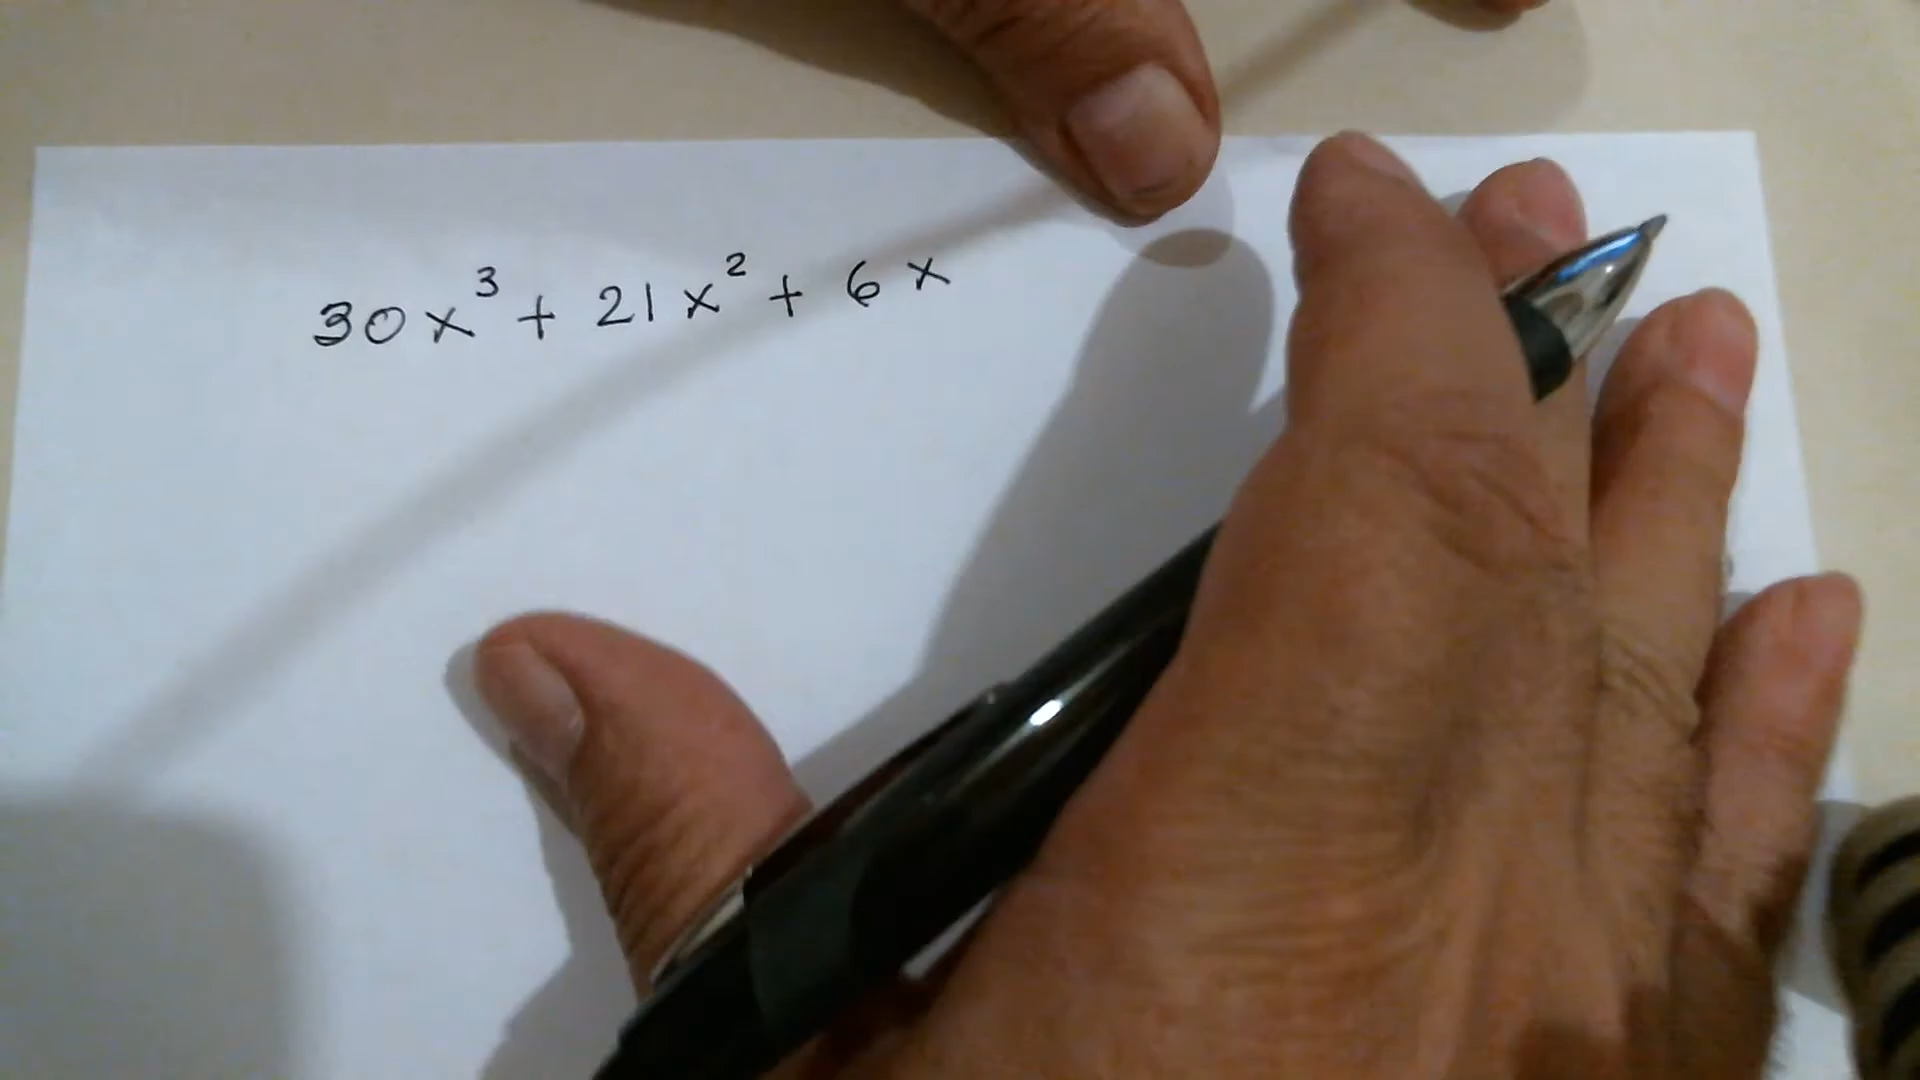 30x³ + 21x² + 6x